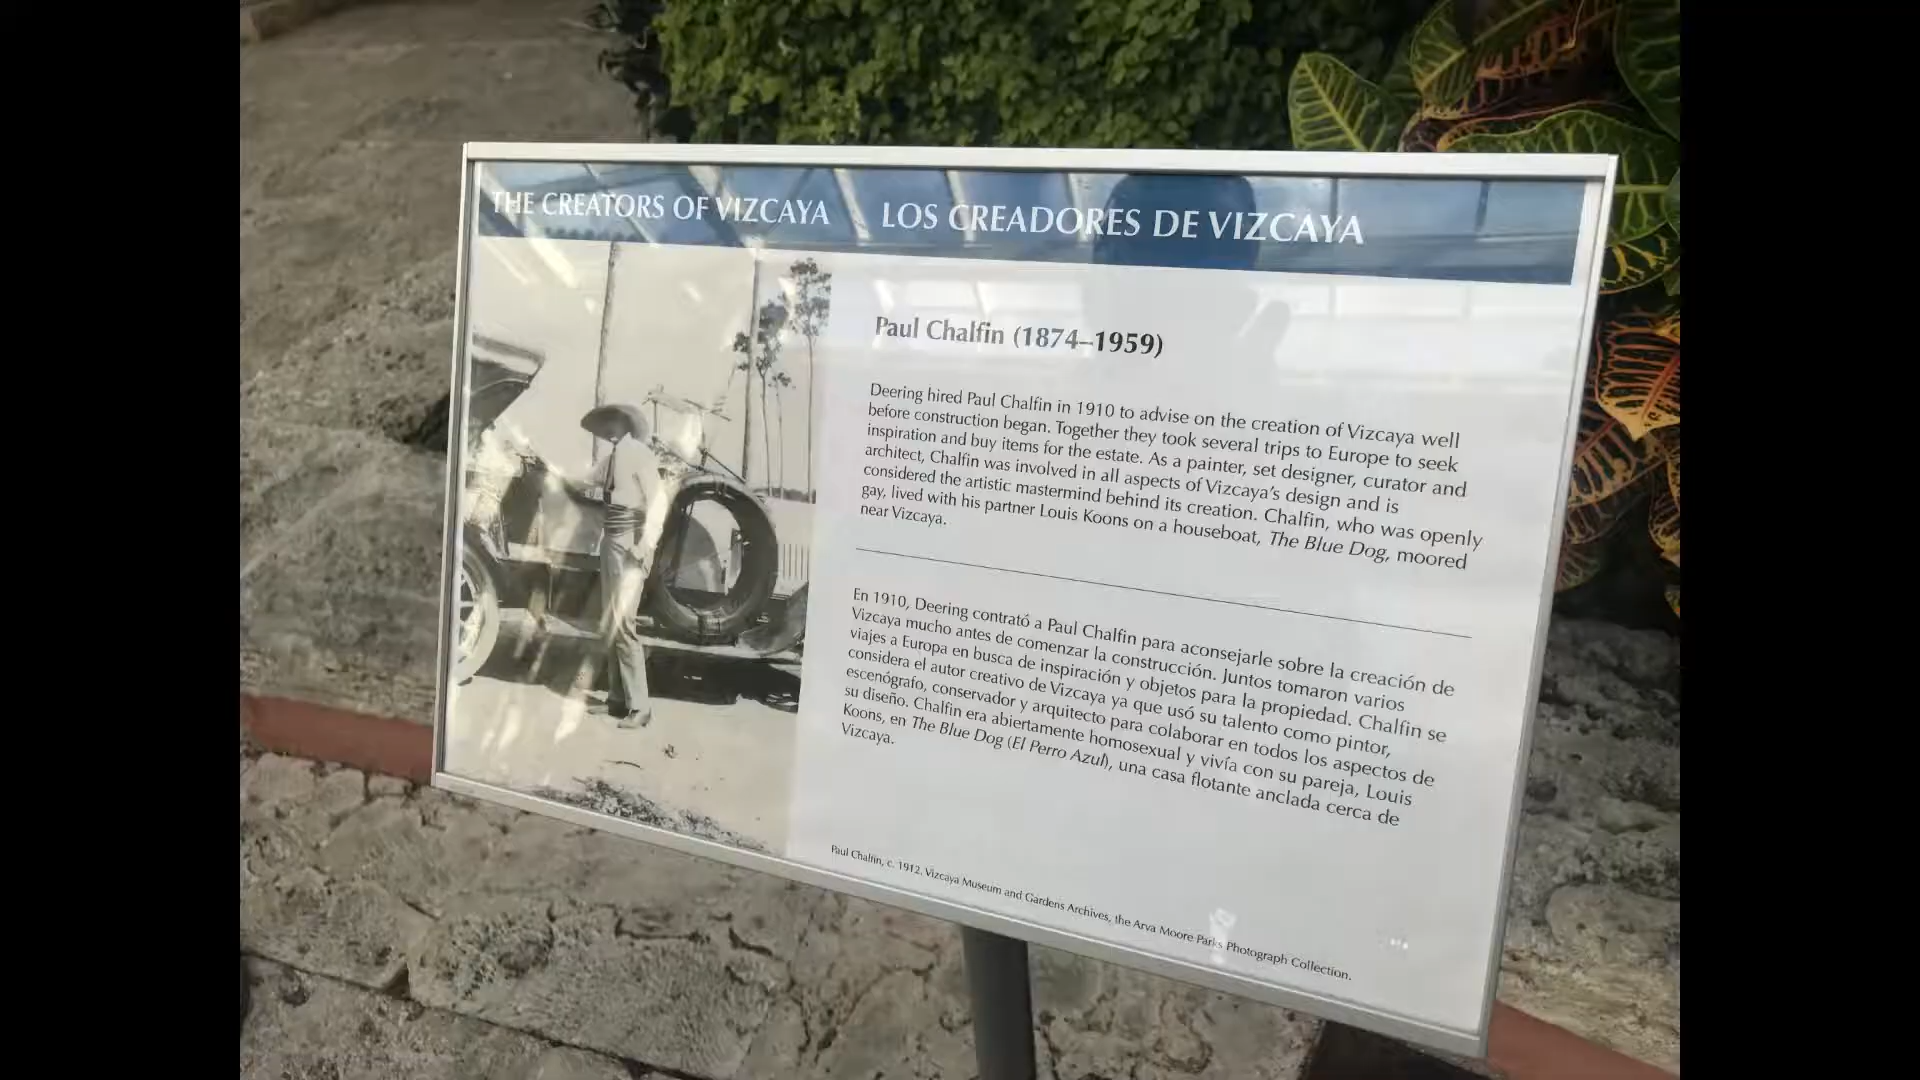 THE CREATORS OF VIZCAYA
LOS CREADORES DE VIZCAYA
Paul Chalfin (1874–1959)
Deering hired Paul Chalfin in 1910 to advise on the creation of Vizcaya well
before construction began. Together they took several trips to Europe to seek
inspiration and buy items for the estate. As a painter, set designer, curator and
architect, Chalfin was involved in all aspects of Vizcaya's design and is
considered the artistic mastermind behind its creation. Chalfin, who was openly
gay, lived with his partner Louis Koons on a houseboat, The Blue Dog, moored
near Vizcaya.
En 1910, Deering contrató a Paul Chalfin para aconsejarle sobre la creación de
Vizcaya mucho antes de comenzar la construcción. Juntos tomaron varios
viajes a Europa en busca de inspiración y objetos para la propiedad. Chalfin se
considera el autor creativo de Vizcaya ya que usó su talento como pintor,
escenógrafo, conservador y arquitecto para colaborar en todos los aspectos de
su diseño. Chalfin era abiertamente homosexual y vivía con su pareja, Louis
Koons, en The Blue Dog (El Perro Azul), una casa flotante anclada cerca de
Vizcaya.
Paul Chalfin, c. 1912. Vizcaya Museum and Gardens Archives, the Arva Moore Parks Photograph Collection.